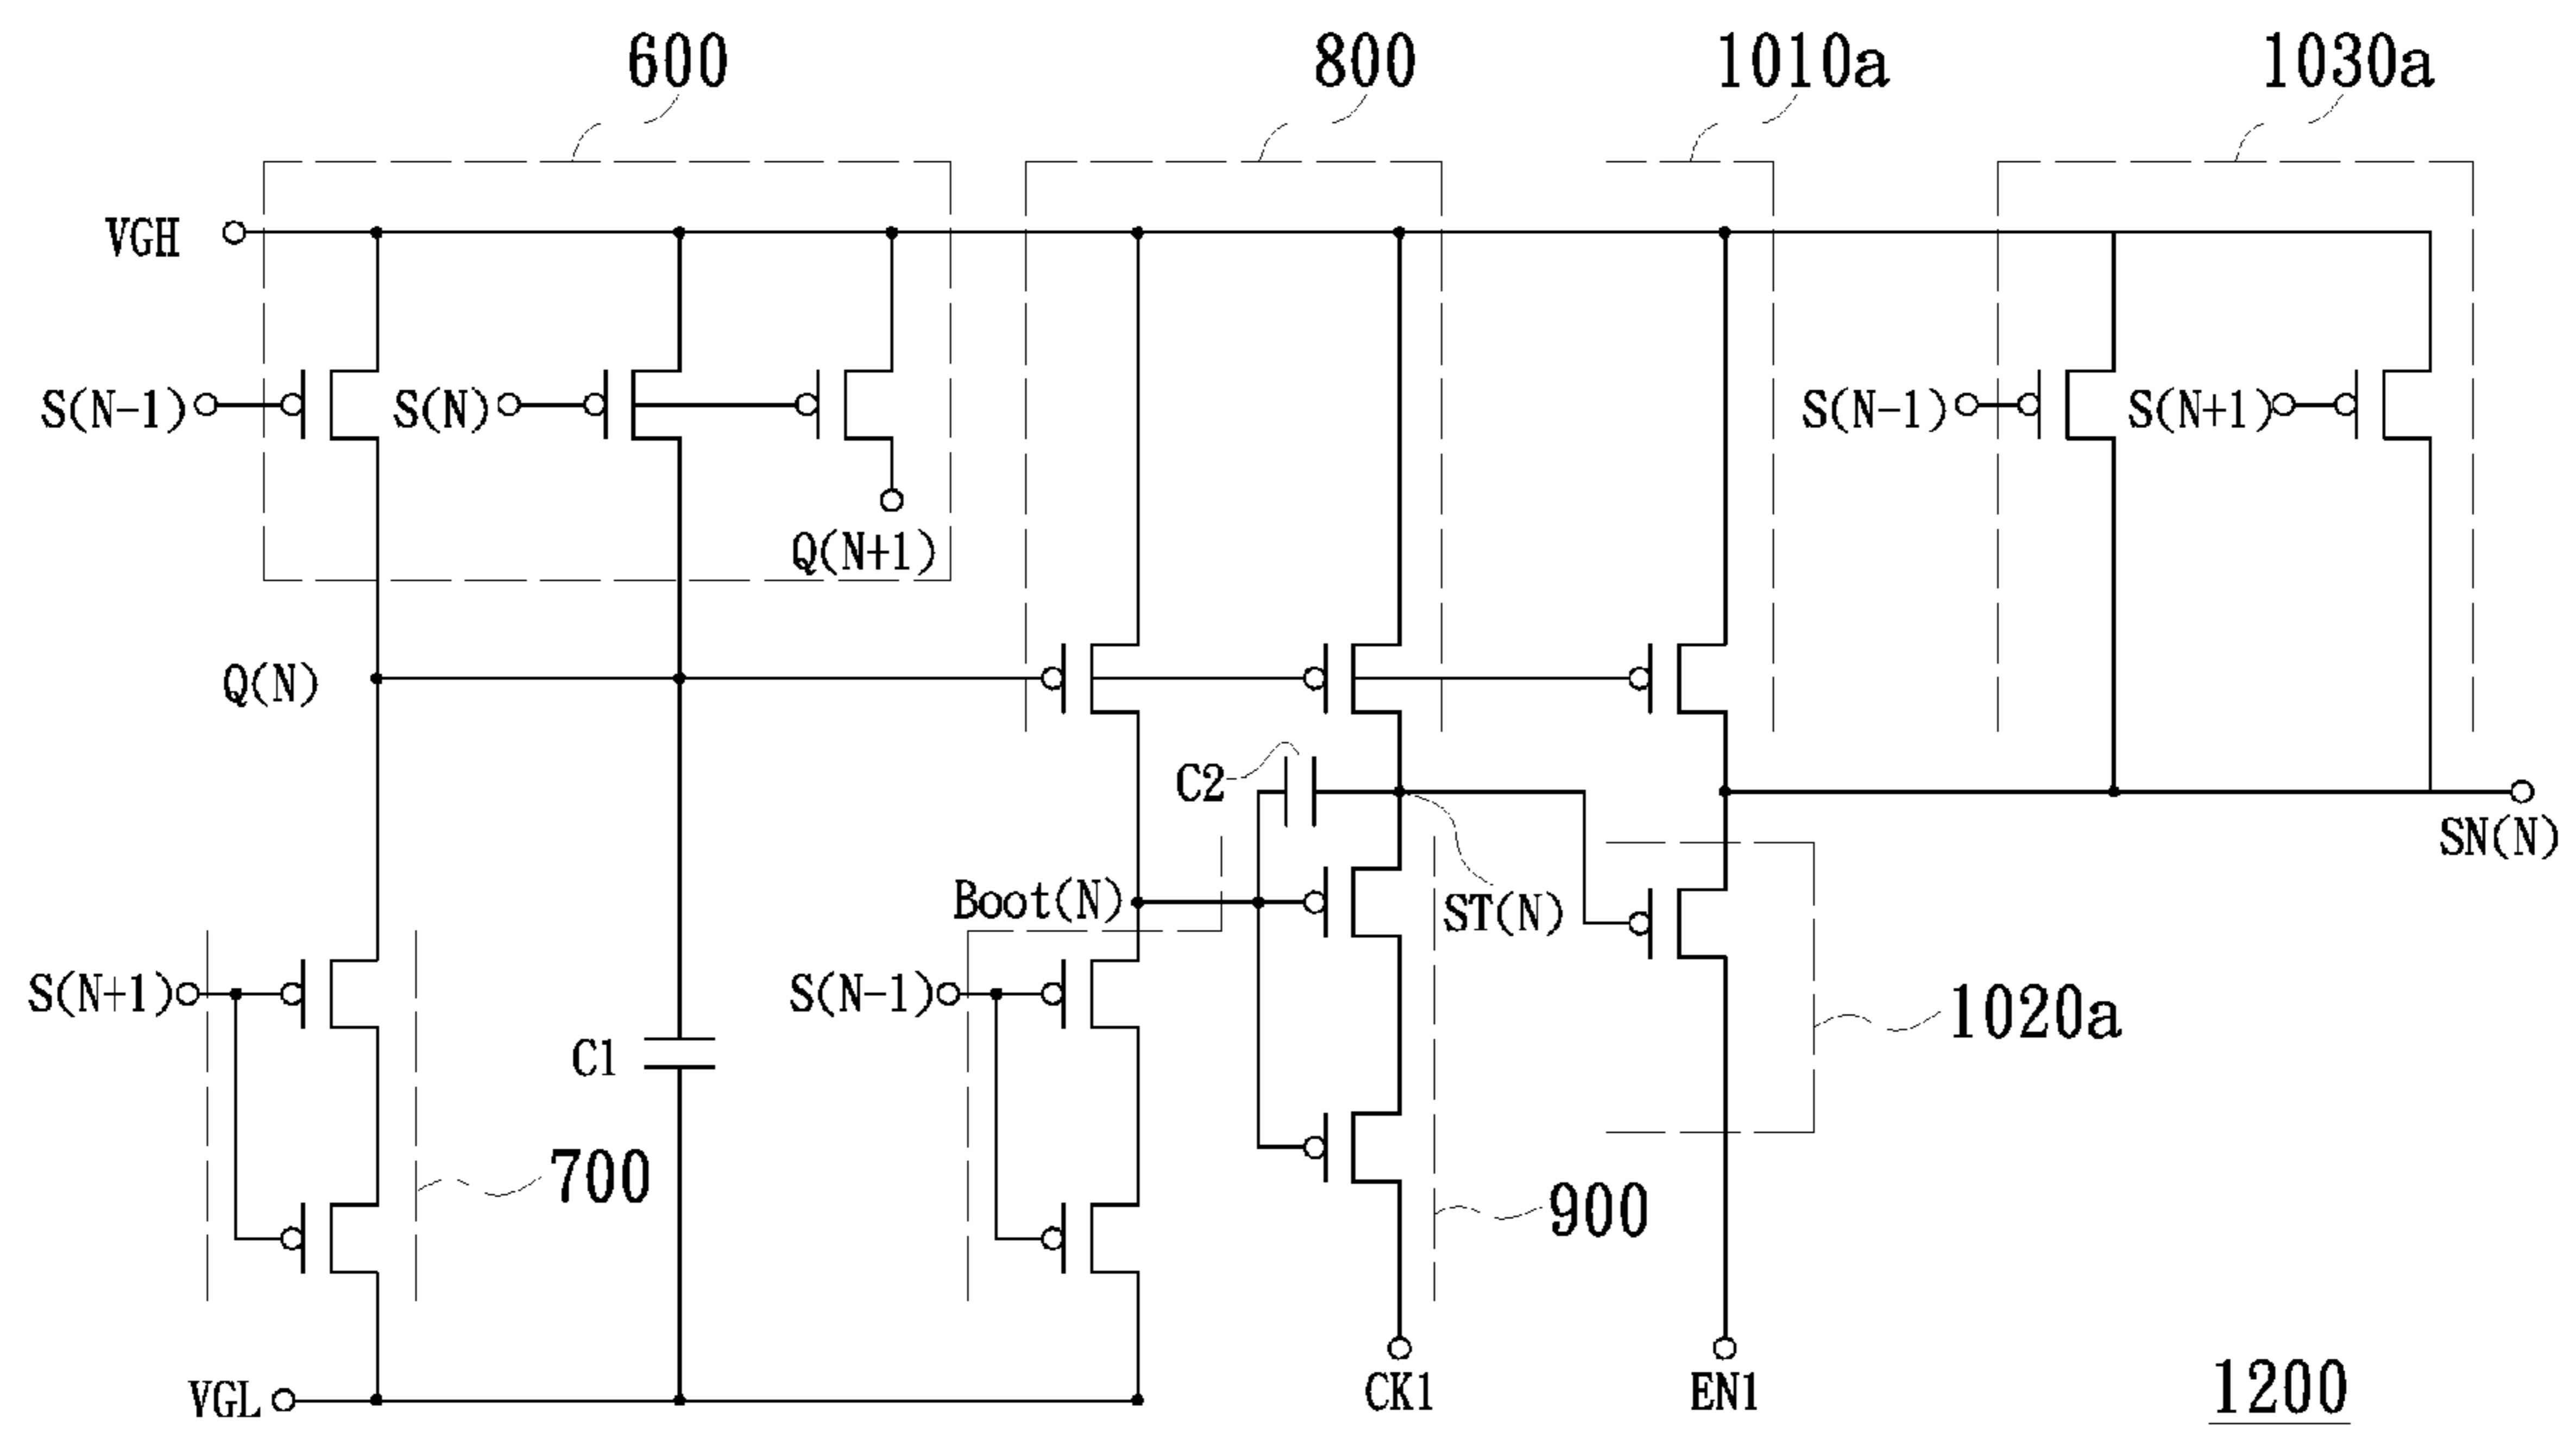 600
800
1010a
1030a
VGH
S(N-1)
S(N)
S(N-1)
S(N+1)
Q(N+1)
Q(N)
C2
SN(N)
Boot(N)
ST(N)
S(N+1)
S(N-1)
1020a
C1
700
900
VGL
CK1
EN1
1200